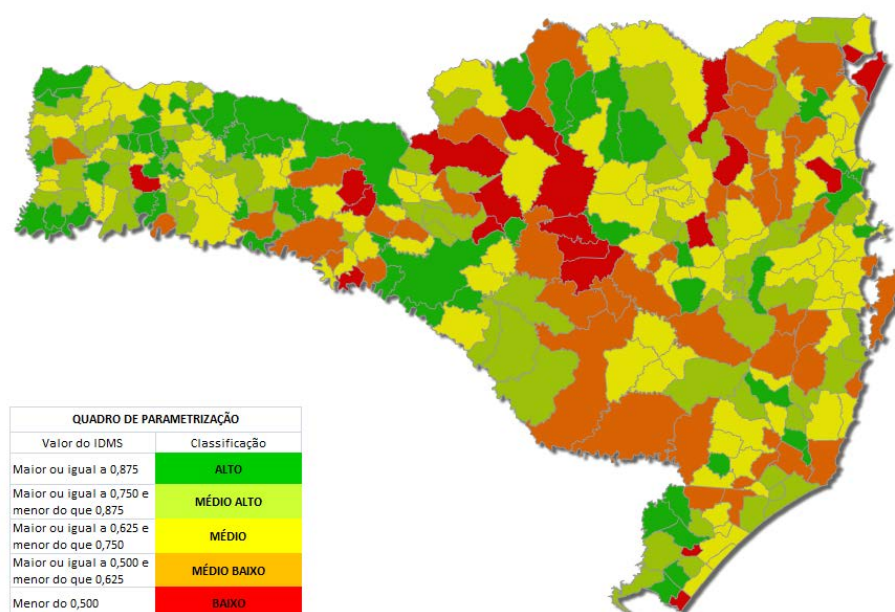 QUADRO DE PARAMETRIZAÇÃO
Valor do IDMS Classificação
Maior ou igual a 0,875 ALTO
Maior ou igual a 0,750 e
menor do que 0,875 MÉDIO ALTO
Maior ou igual a 0,625 e
menor do que 0,750 MÉDIO
Maior ou igual a 0,500 e
menor do que 0,625 MÉDIO BAIXO
Menor do 0,500 BAIXO